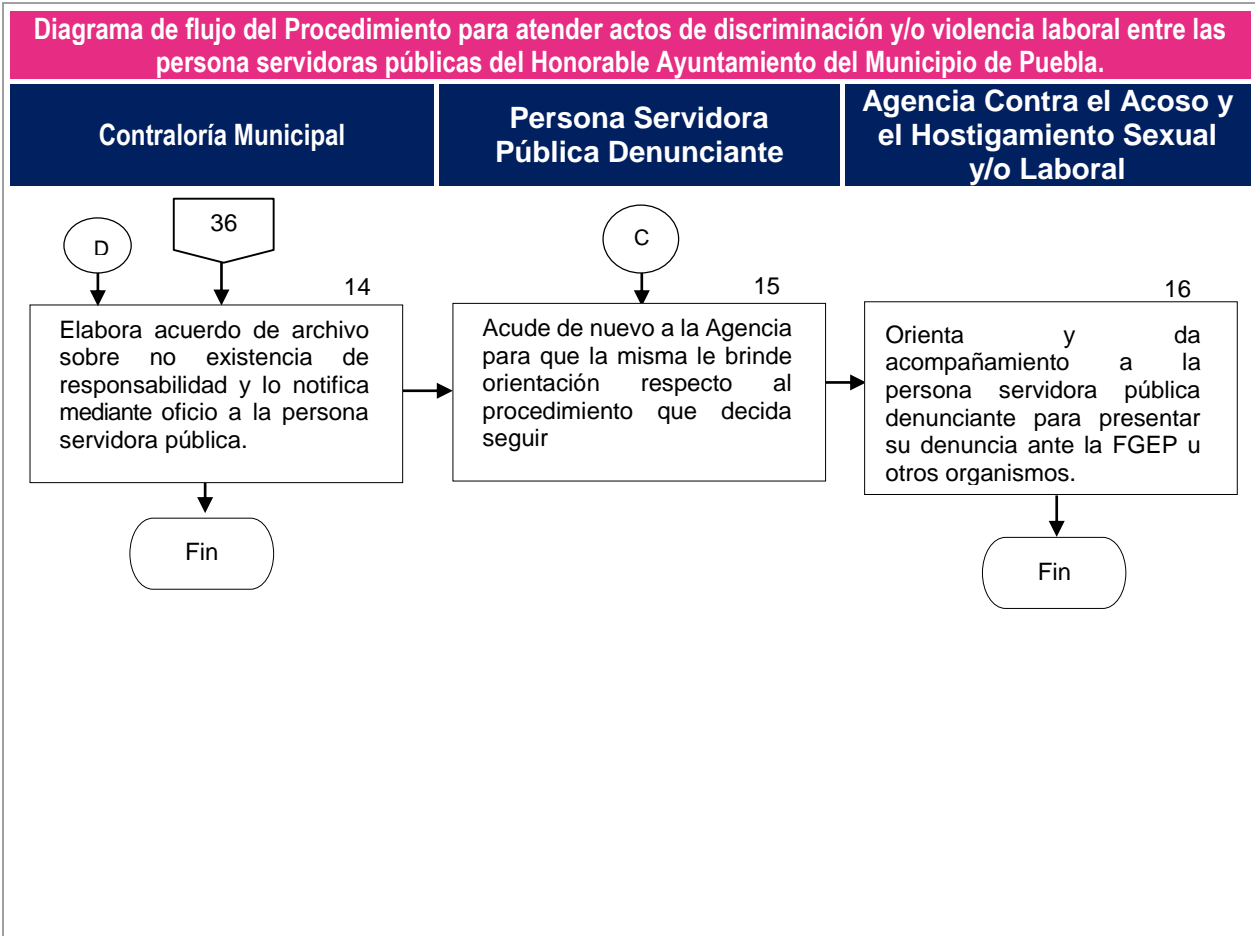 Diagrama de flujo del Procedimiento para atender actos de discriminación y/o violencia laboral entre las
persona servidoras públicas del Honorable Ayuntamiento del Municipio de Puebla.
Contraloría Municipal
Persona Servidora
Pública Denunciante
Agencia Contra el Acoso y
el Hostigamiento Sexual
y/o Laboral
D
36
14
Elabora acuerdo de archivo
sobre no existencia de
responsabilidad y lo notifica
mediante oficio a la persona
servidora pública.
Fin
C
15
Acude de nuevo a la Agencia
para que la misma le brinde
orientación respecto al
procedimiento que decida
seguir
16
Orienta y da
acompañamiento a la
persona servidora pública
denunciante para presentar
su denuncia ante la FGEP u
otros organismos.
Fin